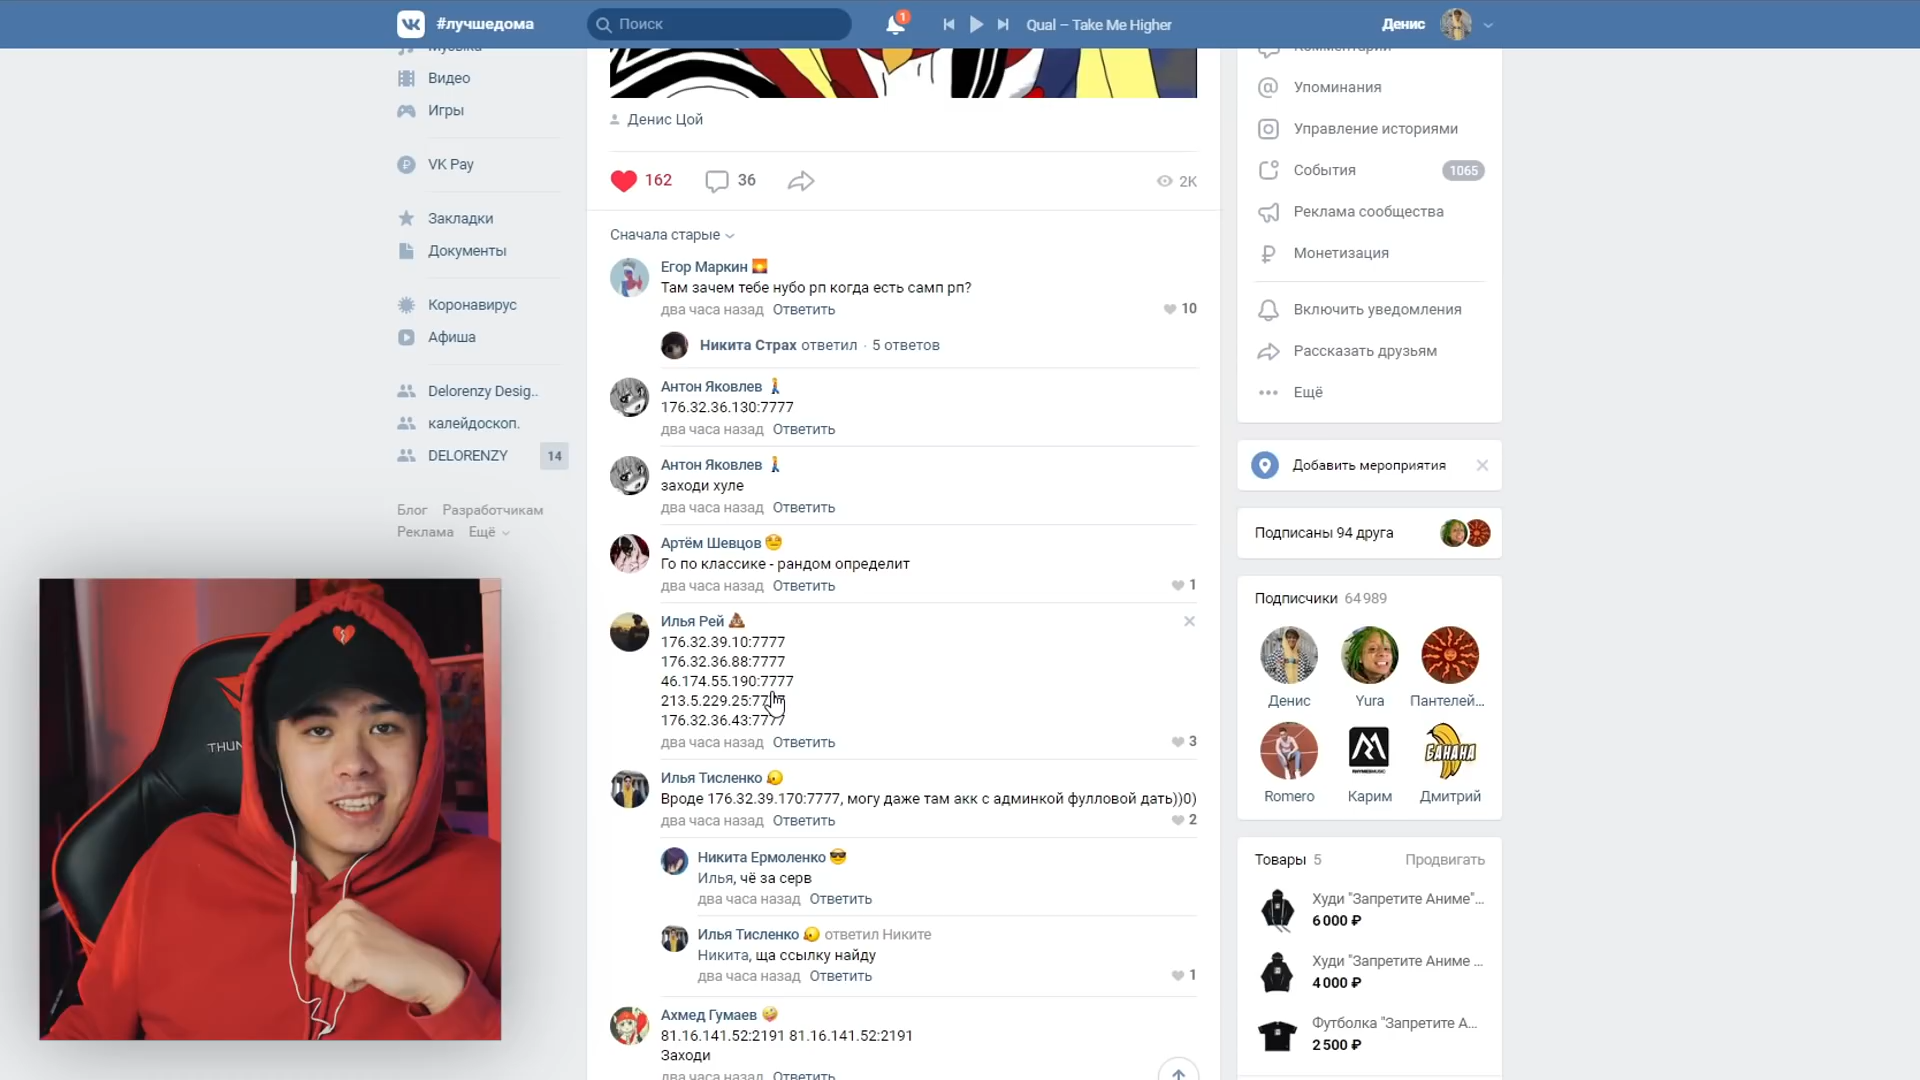 #лучшедома
Поиск
1
Qual – Take Me Higher
Денис
Музыка
Видео
Игры
VK Pay
Закладки
Документы
Коронавирус
Афиша
Delorenzy Desig..
калейдоскоп.
DELORENZY
14
Блог Разработчикам
Реклама Ещё
THUN
Денис Цой
162
36
2K
Сначала старые
Егор Маркин
Там зачем тебе нубо рп когда есть самп рп?
два часа назад Ответить
10
Никита Страх ответил · 5 ответов
Антон Яковлев
176.32.36.130:7777
два часа назад Ответить
Антон Яковлев
заходи хуле
два часа назад Ответить
Артём Шевцов
Го по классике - рандом определит
два часа назад Ответить
1
Илья Рей
176.32.39.10:7777
176.32.36.88:7777
46.174.55.190:7777
213.5.229.25:7777
176.32.36.43:7777
два часа назад Ответить
3
Илья Тисленко
Вроде 176.32.39.170:7777, могу даже там акк с админкой фулловой дать))0)
два часа назад Ответить
2
Никита Ермоленко
Илья, чё за серв
два часа назад Ответить
Илья Тисленко ответил Никите
Никита, ща ссылку найду
два часа назад Ответить
1
Ахмед Гумаев
81.16.141.52:2191 81.16.141.52:2191
Заходи
два часа назад Ответить
Комментарии
Упоминания
Управление историями
События
1065
Реклама сообщества
Монетизация
Включить уведомления
Рассказать друзьям
Ещё
Добавить мероприятия
Подписаны 94 друга
Подписчики 64 989
Денис
Yura
Пантелей...
БАНАНА
Romero
Карим
Дмитрий
Товары 5
Продвигать
Худи "Запретите Аниме"...
6 000 ₽
Худи "Запретите Аниме ...
4 000 ₽
Футболка "Запретите А...
2 500 ₽